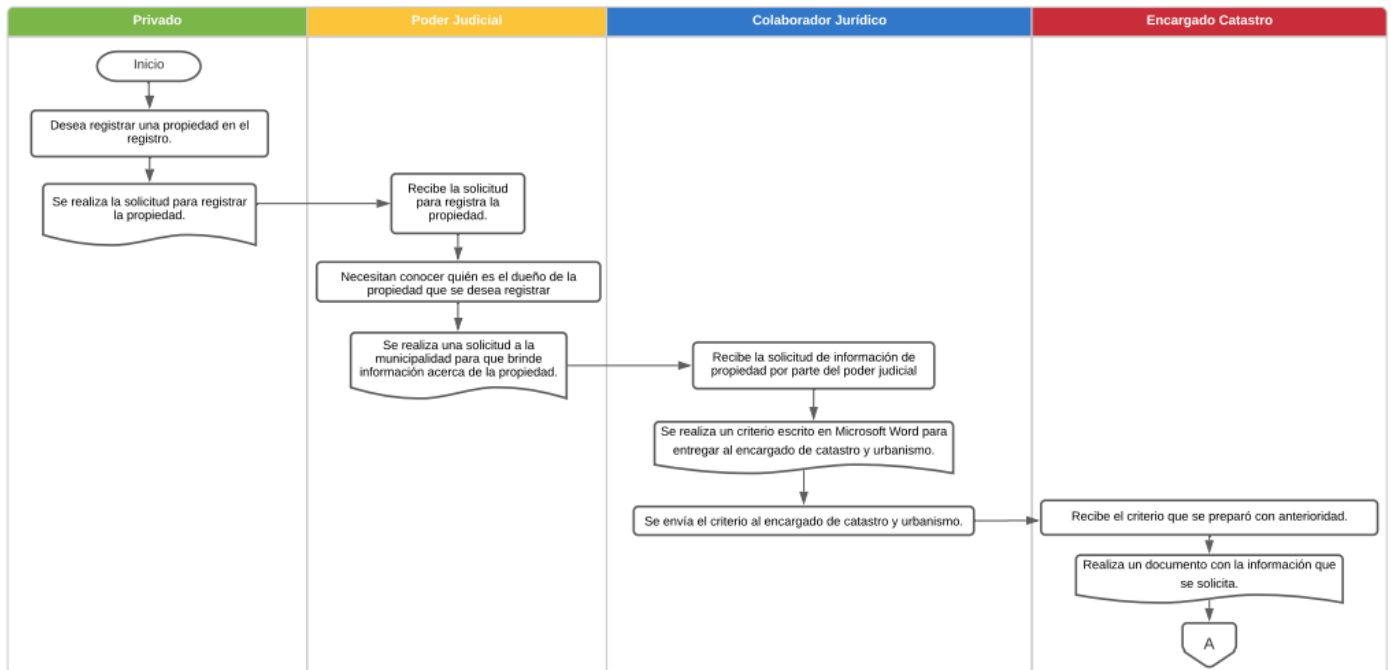 Privado
Poder Judicial
Colaborador Jurídico
Encargado Catastro
Inicio
Desea registrar una propiedad en el
registro.
Se realiza la solicitud para registrar
la propiedad.
Recibe la solicitud
para registra la
propiedad.
Necesitan conocer quién es el dueño de la
propiedad que se desea registrar
Se realiza una solicitud a la
municipalidad para que brinde
información acerca de la propiedad.
Recibe la solicitud de información de
propiedad por parte del poder judicial
Se realiza un criterio escrito en Microsoft Word para
entregar al encargado de catastro y urbanismo.
Se envía el criterio al encargado de catastro y urbanismo.
Recibe el criterio que se preparó con anterioridad.
Realiza un documento con la información que
se solicita.
A